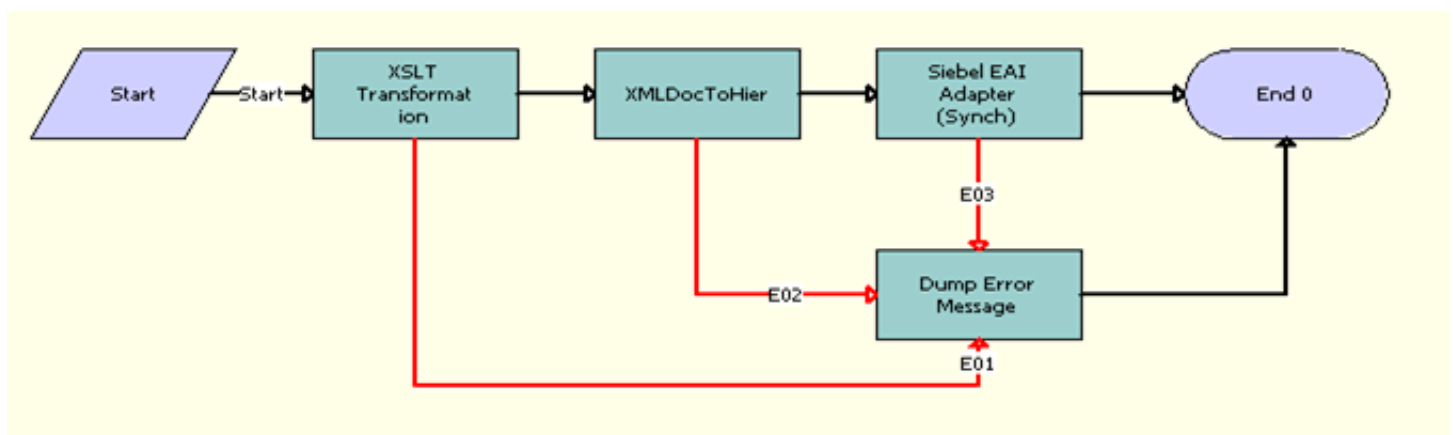 Start
Start
XSLT
Transformat
ion
XMLDocToHier
Siebel EAI
Adapter
(Synch)
End 0
E03
E02
Dump Error
Message
E01